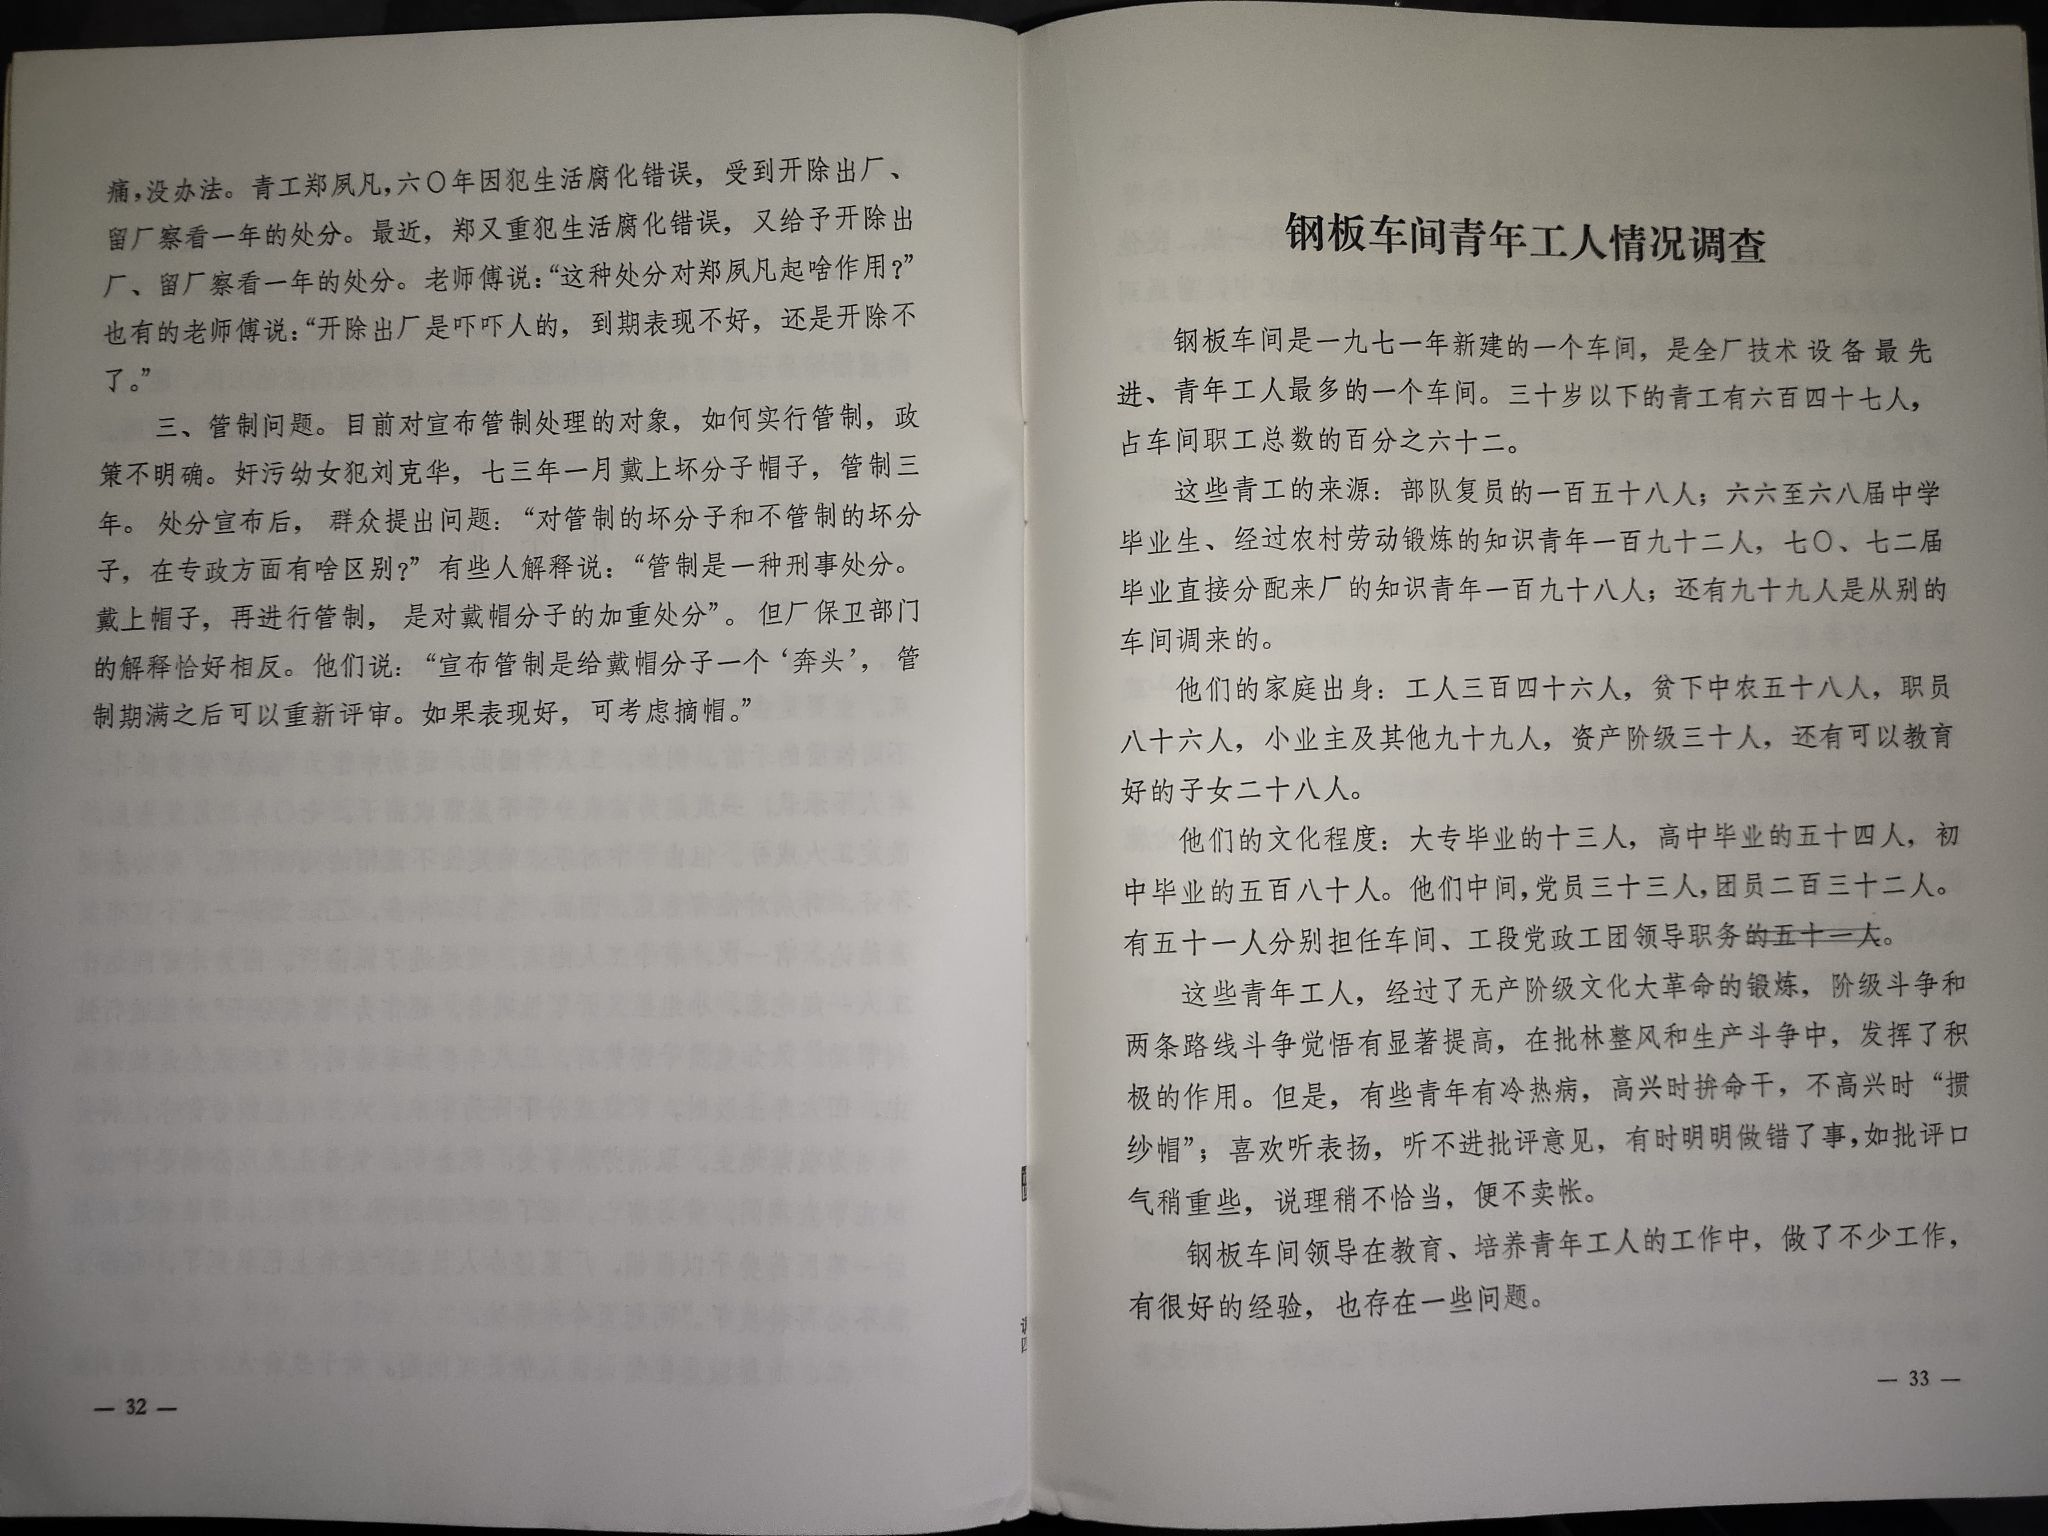 痛，没办法。青工郑夙凡，六〇年因犯生活腐化错误，受到开除出厂、
留厂察看一年的处分。最近，郑又重犯生活腐化错误，又给予开除出
厂、留厂察看一年的处分。老师傅说：“这种处分对郑夙凡起啥作用？”
也有的老师傅说：“开除出厂是吓吓人的，到期表现不好，还是开除不
了。”
三、管制问题。目前对宣布管制处理的对象，如何实行管制，政
策不明确。奸污幼女犯刘克华，七三年一月戴上坏分子帽子，管制三
年。处分宣布后，群众提出问题：“对管制的坏分子和不管制的坏分
子，在专政方面有啥区别？”有些人解释说：“管制是一种刑事处分。
戴上帽子，再进行管制，是对戴帽分子的加重处分”。但厂保卫部门
的解释恰好相反。他们说：“宣布管制是给戴帽分子一个‘奔头’，管
制期满之后可以重新评审。如果表现好，可考虑摘帽。”
— 32 —
钢板车间青年工人情况调查
钢板车间是一九七一年新建的一个车间，是全厂技术设备最先
进、青年工人最多的一个车间。三十岁以下的青工有六百四十七人，
占车间职工总数的百分之六十二。
这些青工的来源：部队复员的一百五十八人；六六至六八届中学
毕业生、经过农村劳动锻炼的知识青年一百九十二人，七〇、七二届
毕业直接分配来厂的知识青年一百九十八人；还有九十九人是从别的
车间调来的。
他们的家庭出身：工人三百四十六人，贫下中农五十八人，职员
八十六人，小业主及其他九十九人，资产阶级三十人，还有可以教育
好的子女二十八人。
他们的文化程度：大专毕业的十三人，高中毕业的五十四人，初
中毕业的五百八十人。他们中间，党员三十三人，团员二百三十二人。
有五十一人分别担任车间、工段党政工团领导职务的五十一人。
这些青年工人，经过了无产阶级文化大革命的锻炼，阶级斗争和
两条路线斗争觉悟有显著提高，在批林整风和生产斗争中，发挥了积
极的作用。但是，有些青年有冷热病，高兴时拚命干，不高兴时“掼
纱帽”；喜欢听表扬，听不进批评意见，有时明明做错了事，如批评口
气稍重些，说理稍不恰当，便不卖帐。
钢板车间领导在教育、培养青年工人的工作中，做了不少工作，
有很好的经验，也存在一些问题。
— 33 —